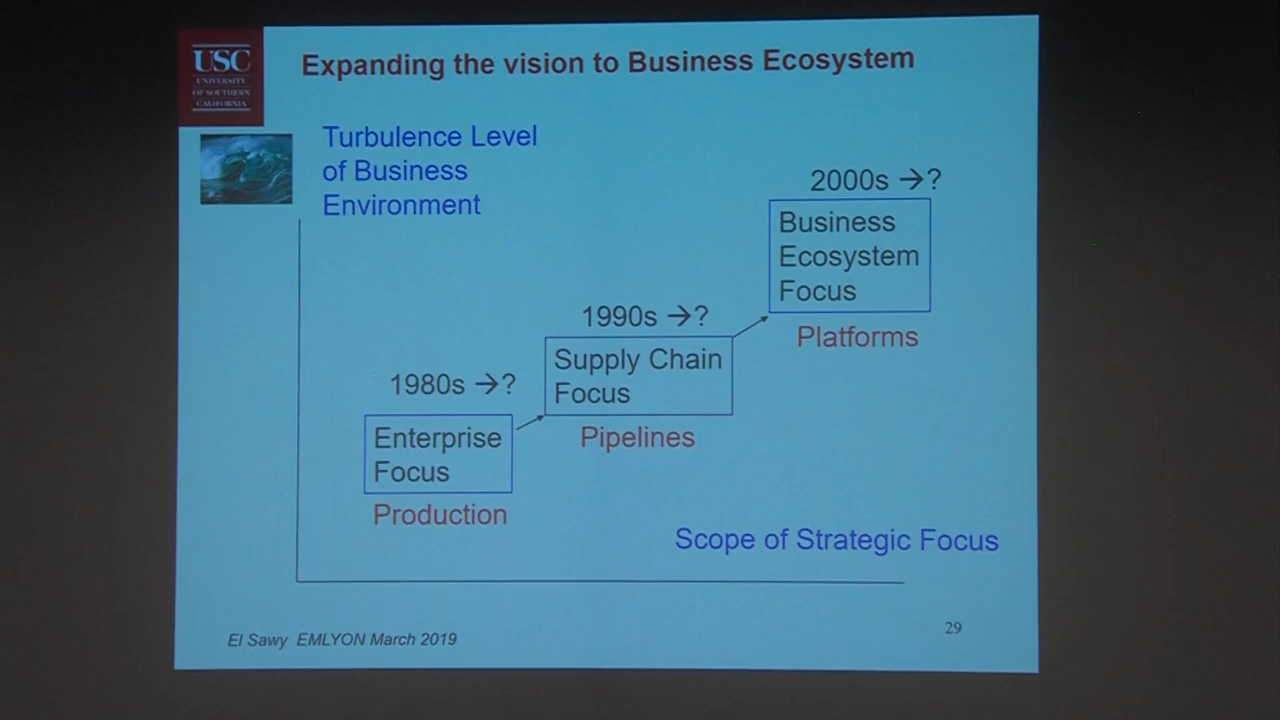 USC
UNIVERSITY
OF SOUTHERN
CALIFORNIA
Expanding the vision to Business Ecosystem
Turbulence Level
of Business
Environment
2000s →?
Business
Ecosystem
Focus
Platforms
1990s →?
Supply Chain
Focus
Pipelines
1980s →?
Enterprise
Focus
Production
Scope of Strategic Focus
El Sawy EMLYON March 2019
29